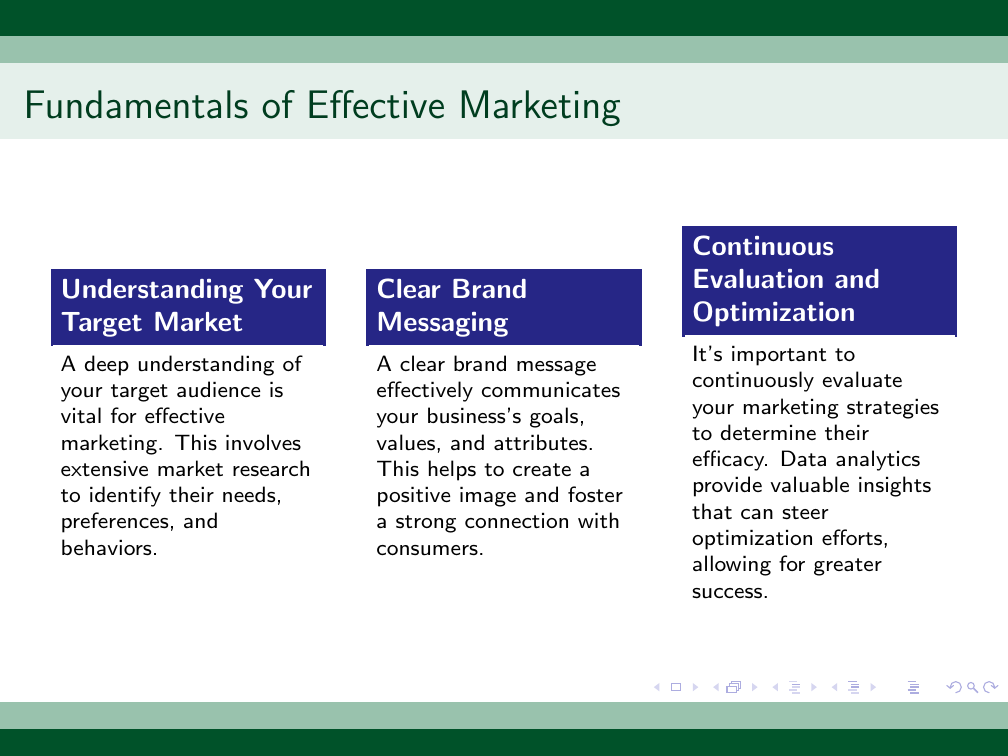 Fundamentals of Effective Marketing
Understanding Your
Target Market
A deep understanding of
your target audience is
vital for effective
marketing. This involves
extensive market research
to identify their needs,
preferences, and
behaviors.
Clear Brand
Messaging
A clear brand message
effectively communicates
your business's goals,
values, and attributes.
This helps to create a
positive image and foster
a strong connection with
consumers.
Continuous
Evaluation and
Optimization
It's important to
continuously evaluate
your marketing strategies
to determine their
efficacy. Data analytics
provide valuable insights
that can steer
optimization efforts,
allowing for greater
success.